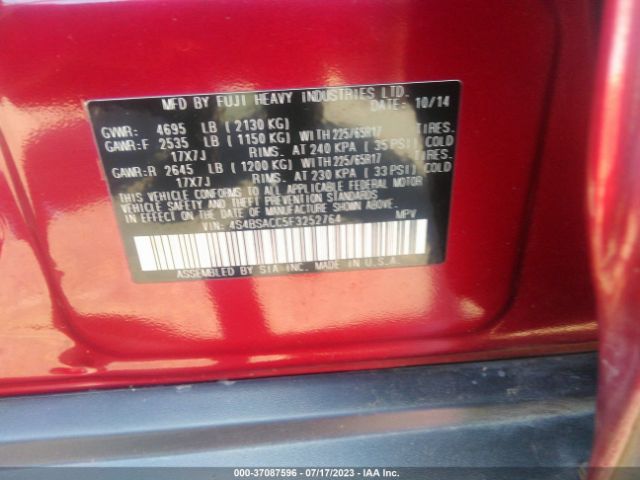 MFD BY FUJI HEAVY INDUSTRIES LTD.
DATE: 10/14
GVWR: 4695 LB ( 2130 KG)
GAWR:F 2535 LB ( 1150 KG) WITH 225/65R17 TIRES.
17X7J RIMS. AT 240 KPA ( 35 PSI) COLD
GAWR:R 2645 LB ( 1200 KG) WITH 225/65R17 TIRES.
17X7J RIMS. AT 230 KPA ( 33 PSI) COLD
THIS VEHICLE CONFORMS TO ALL APPLICABLE FEDERAL MOTOR
VEHICLE SAFETY AND THEFT PREVENTION STANDARDS
IN EFFECT ON THE DATE OF MANUFACTURE SHOWN ABOVE.
VIN: 4S4BSACC5F3252764 MPV
ASSEMBLED BY SIA INC. MADE IN U.S.A.
000-37087596 - 07/17/2023 - IAA Inc.